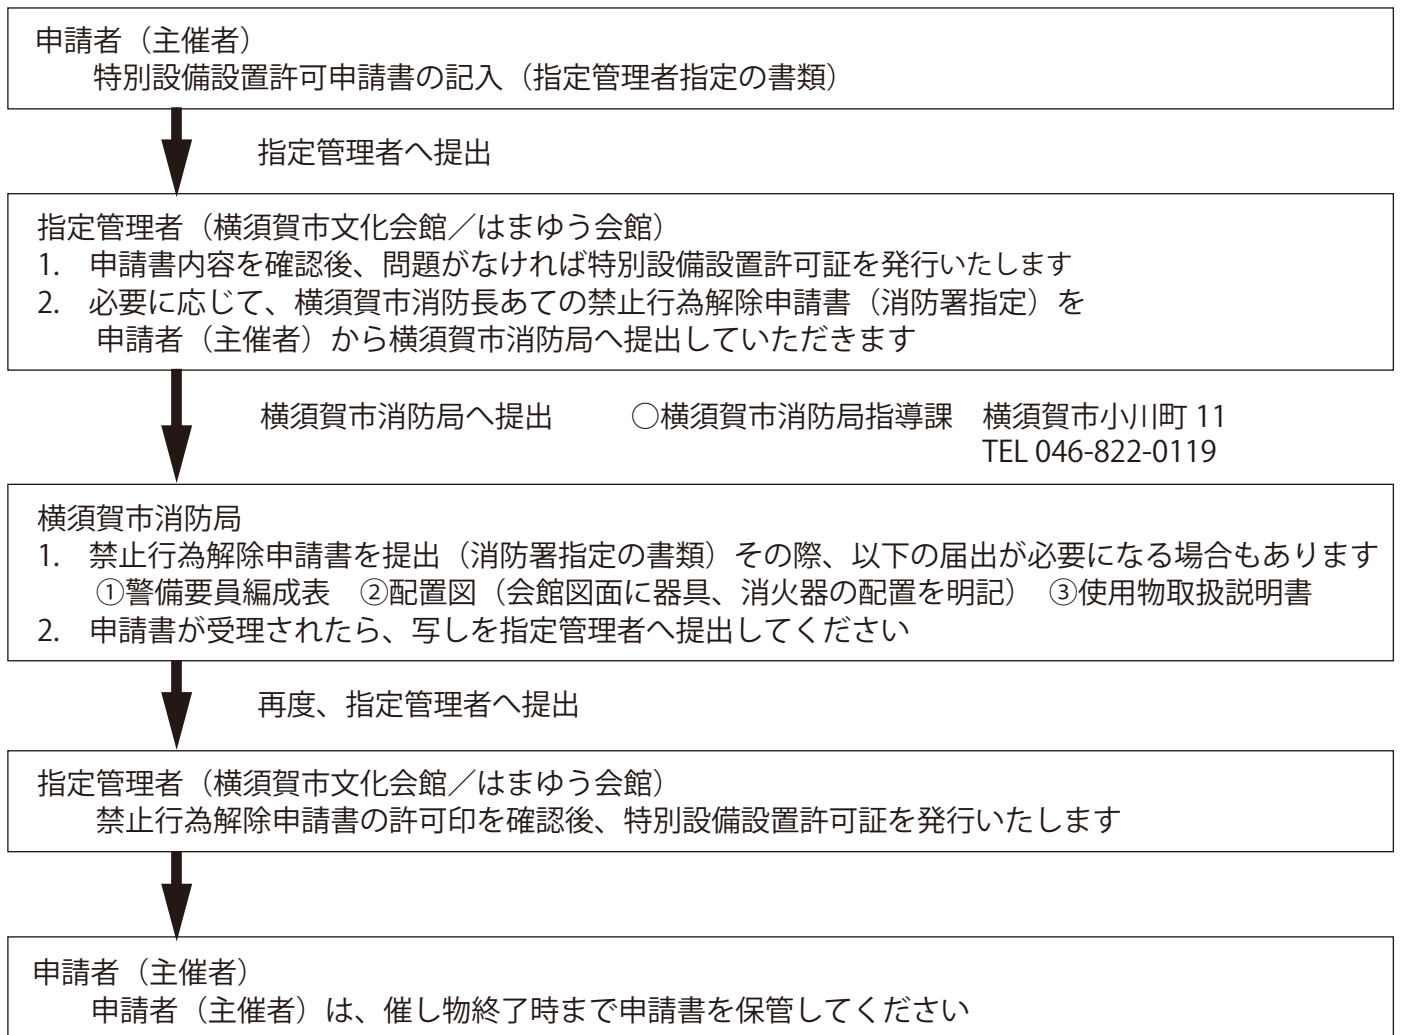 申請者（主催者）
特別設備設置許可申請書の記入（指定管理者指定の書類）
指定管理者へ提出
指定管理者（横須賀市文化会館／はまゆう会館）
1. 申請書内容を確認後、問題がなければ特別設備設置許可証を発行いたします
2. 必要に応じて、横須賀市消防長あての禁止行為解除申請書（消防署指定）を
申請者（主催者）から横須賀市消防局へ提出していただきます
横須賀市消防局へ提出　○横須賀市消防局指導課　横須賀市小川町 11
TEL 046-822-0119
横須賀市消防局
1. 禁止行為解除申請書を提出（消防署指定の書類）その際、以下の届出が必要になる場合もあります
①警備要員編成表　②配置図（会館図面に器具、消火器の配置を明記）　③使用物取扱説明書
2. 申請書が受理されたら、写しを指定管理者へ提出してください
再度、指定管理者へ提出
指定管理者（横須賀市文化会館／はまゆう会館）
禁止行為解除申請書の許可印を確認後、特別設備設置許可証を発行いたします
申請者（主催者）
申請者（主催者）は、催し物終了時まで申請書を保管してください